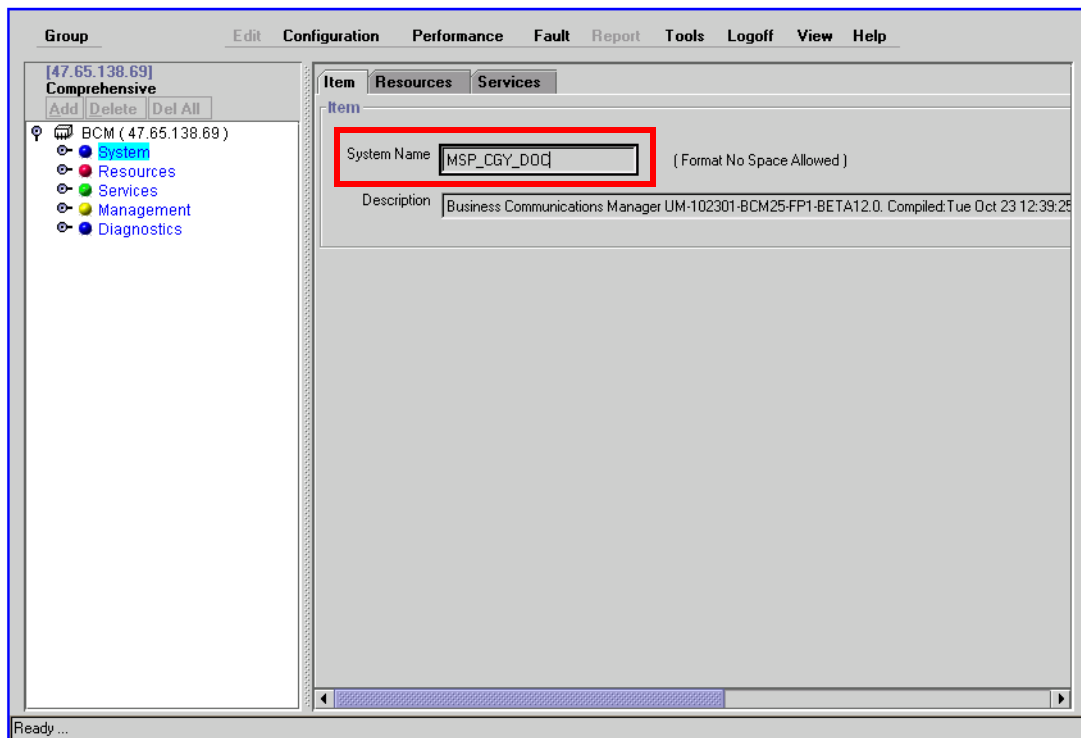 Group Edit Configuration Performance Fault Report Tools Logoff View Help
[47.65.138.69]
Comprehensive
Add Delete Del All
BCM ( 47.65.138.69 )
System
Resources
Services
Management
Diagnostics
Item Resources Services
Item
System Name MSP_CGY_DOC ( Format No Space Allowed )
Description Business Communications Manager UM-102301-BCM25-FP1-BETA12.0. Compiled:Tue Oct 23 12:39:25
Ready ...